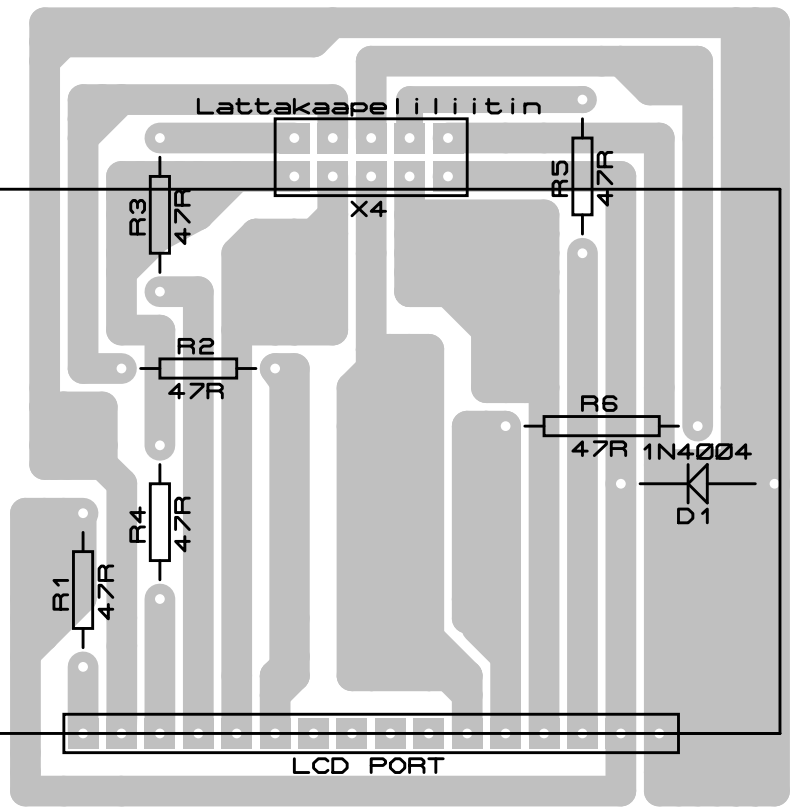 Lattakaapeliliitin
X4
R5
47R
R3
47R
R2
47R
R6
47R
1N4004
D1
R4
47R
R1
47R
LCD PORT